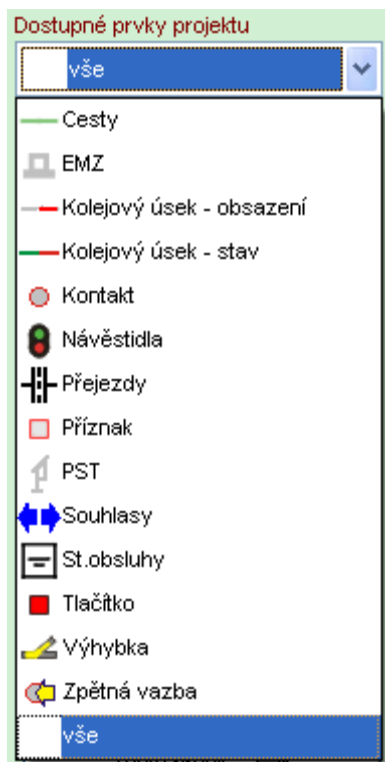 Dostupné prvky projektu
vše
Cesty
EMZ
Kolejový úsek - obsazení
Kolejový úsek - stav
Kontakt
Návěstidla
Přejezdy
Příznak
PST
Souhlasy
St.obsluhy
Tlačítko
Výhybka
Zpětná vazba
vše